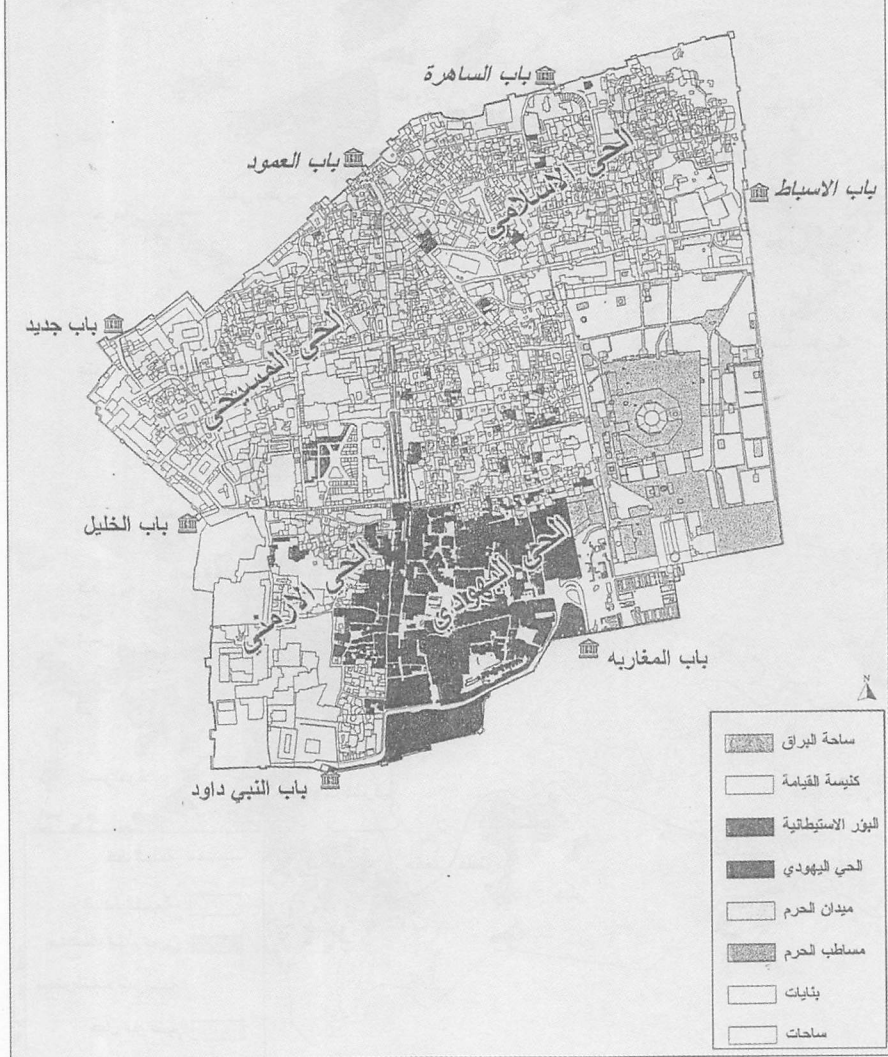 باب الساهرة
باب العمود
باب الاسباط
الحي الاسلامي
باب جديد
الحي المسيحي
باب الخليل
الحي الارمني
الحي اليهودي
باب المغاربه
باب النبي داود
ساحة البراق
كنيسة القيامة
البؤر الاستيطانية
الحي اليهودي
ميدان الحرم
مساطب الحرم
بنايات
ساحات